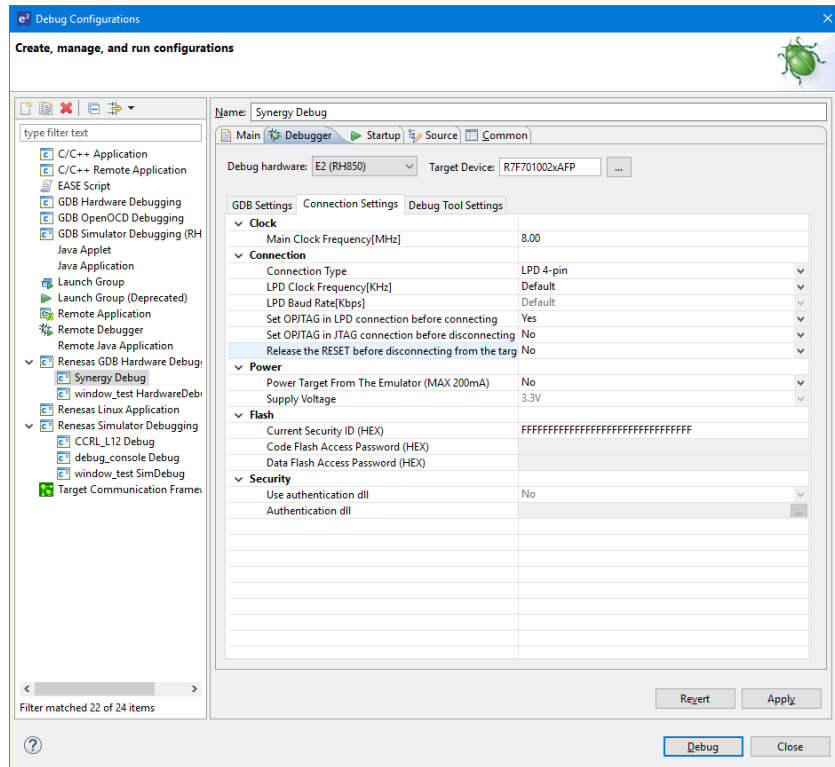 e² Debug Configurations
Create, manage, and run configurations
type filter text
C/C++ Application
C/C++ Remote Application
EASE Script
GDB Hardware Debugging
GDB OpenOCD Debugging
GDB Simulator Debugging (RH
Java Applet
Java Application
Launch Group
Launch Group (Deprecated)
Remote Application
Remote Debugger
Remote Java Application
Renesas GDB Hardware Debug
Synergy Debug
window_test HardwareDeb
Renesas Linux Application
Renesas Simulator Debugging
CCRL_L12 Debug
debug_console Debug
window_test SimDebug
Target Communication Framew
Filter matched 22 of 24 items
Name: Synergy Debug
Main Debugger Startup Source Common
Debug hardware: E2 (RH850) Target Device: R7F701002xAFP ...
GDB Settings Connection Settings Debug Tool Settings
Clock
Main Clock Frequency[MHz] 8.00
Connection
Connection Type LPD 4-pin
LPD Clock Frequency[KHz] Default
LPD Baud Rate[Kbps] Default
Set OPJTAG in LPD connection before connecting Yes
Set OPJTAG in JTAG connection before disconnecting No
Release the RESET before disconnecting from the targ No
Power
Power Target From The Emulator (MAX 200mA) No
Supply Voltage 3.3V
Flash
Current Security ID (HEX) FFFFFFFFFFFFFFFFFFFFFFFFFFFFFFFF
Code Flash Access Password (HEX)
Data Flash Access Password (HEX)
Security
Use authentication dll No
Authentication dll ...
Revert Apply
? Debug Close